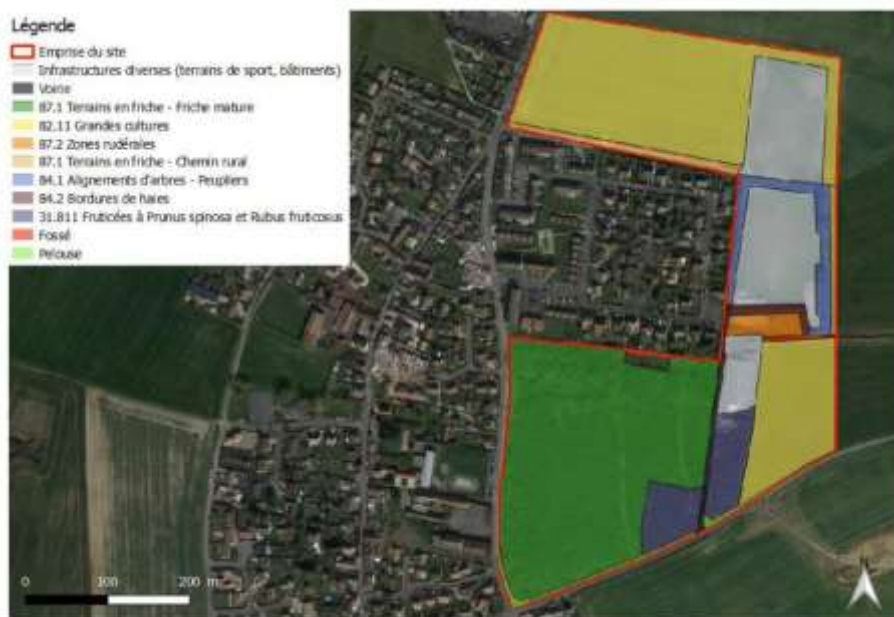 Légende
Emprise du site
Infrastructures diverses (terrains de sport, bâtiments)
Voirie
87.1 Terrains en friche - Friche mature
82.11 Grandes cultures
87.2 Zones rudérales
87.1 Terrains en friche - Chemin rural
84.1 Alignements d'arbres - Peupliers
84.2 Bordures de haies
31.811 Fruticées à Prunus spinosa et Rubus fruticosus
Fossé
Pelouse
0 100 200 m